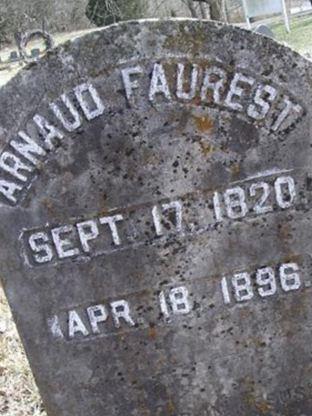 ARNAUD FAUREST
SEPT. 17, 1820.
APR. 18, 1896.